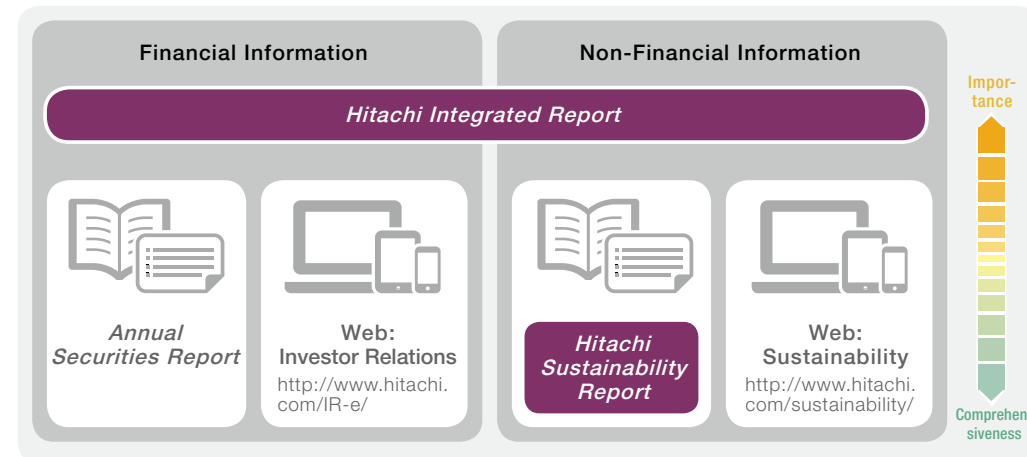 Financial Information
Non-Financial Information
Impor-
tance
Hitachi Integrated Report
Annual
Securities Report
Web:
Investor Relations
http://www.hitachi.
com/IR-e/
Hitachi
Sustainability
Report
Web:
Sustainability
http://www.hitachi.
com/sustainability/
Comprehen
siveness